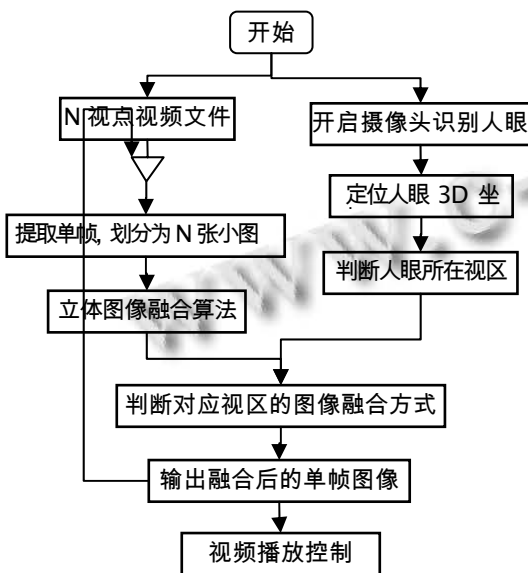 开始
N视点视频文件
开启摄像头识别人眼
定位人眼 3D 坐
提取单帧, 划分为 N 张小图
判断人眼所在视区
立体图像融合算法
判断对应视区的图像融合方式
输出融合后的单帧图像
视频播放控制